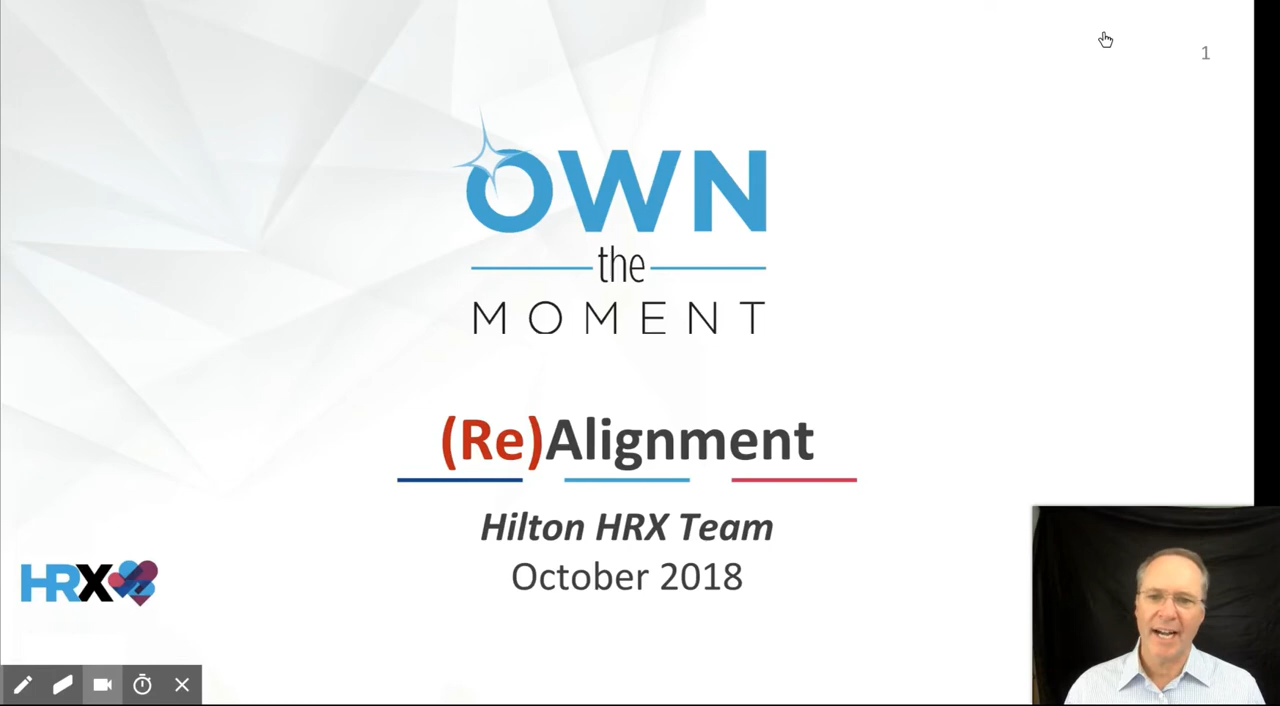 1
OWN
the
MOMENT
(Re)Alignment
Hilton HRX Team
October 2018
HRX